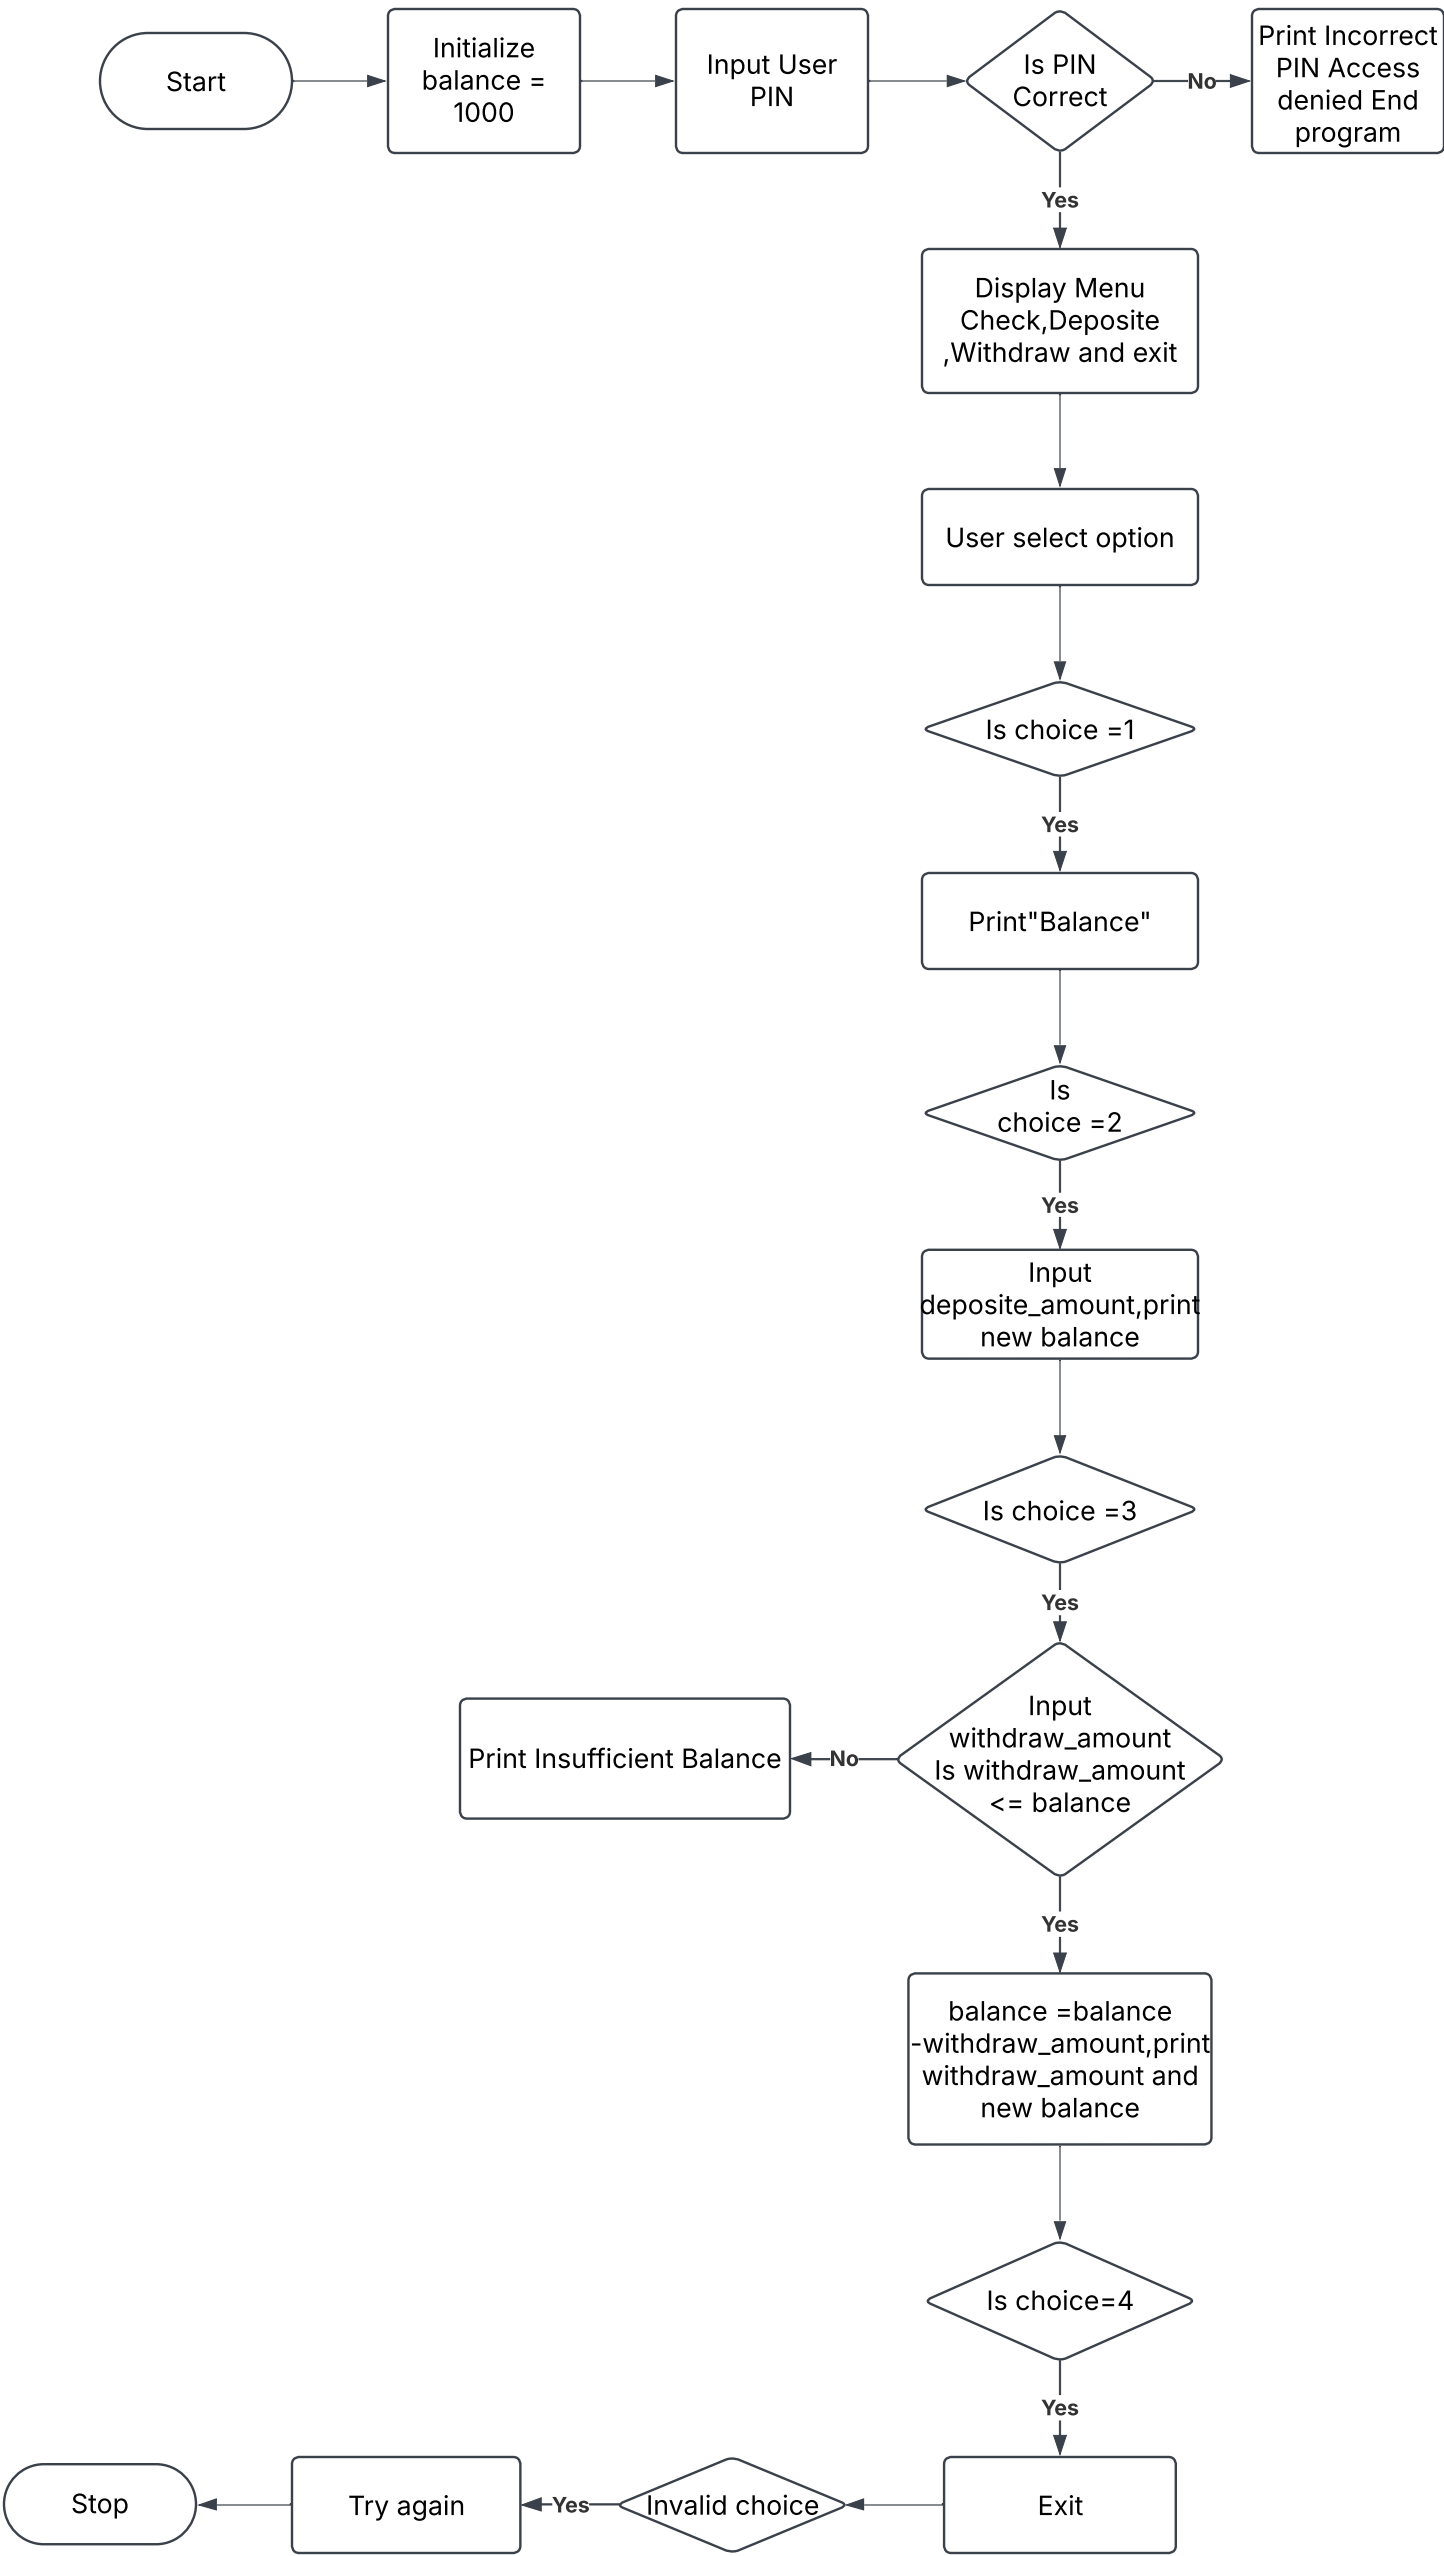 Start
Initialize
balance =
1000
Input User
PIN
Is PIN
Correct
No
Print Incorrect
PIN Access
denied End
program
Yes
Display Menu
Check,Deposite
,Withdraw and exit
User select option
Is choice =1
Yes
Print"Balance"
Is
choice =2
Yes
Input
deposite_amount,print
new balance
Is choice =3
Yes
Input
withdraw_amount
Is withdraw_amount
<= balance
No
Print Insufficient Balance
Yes
balance =balance
-withdraw_amount,print
withdraw_amount and
new balance
Is choice=4
Yes
Exit
Invalid choice
Yes
Try again
Stop